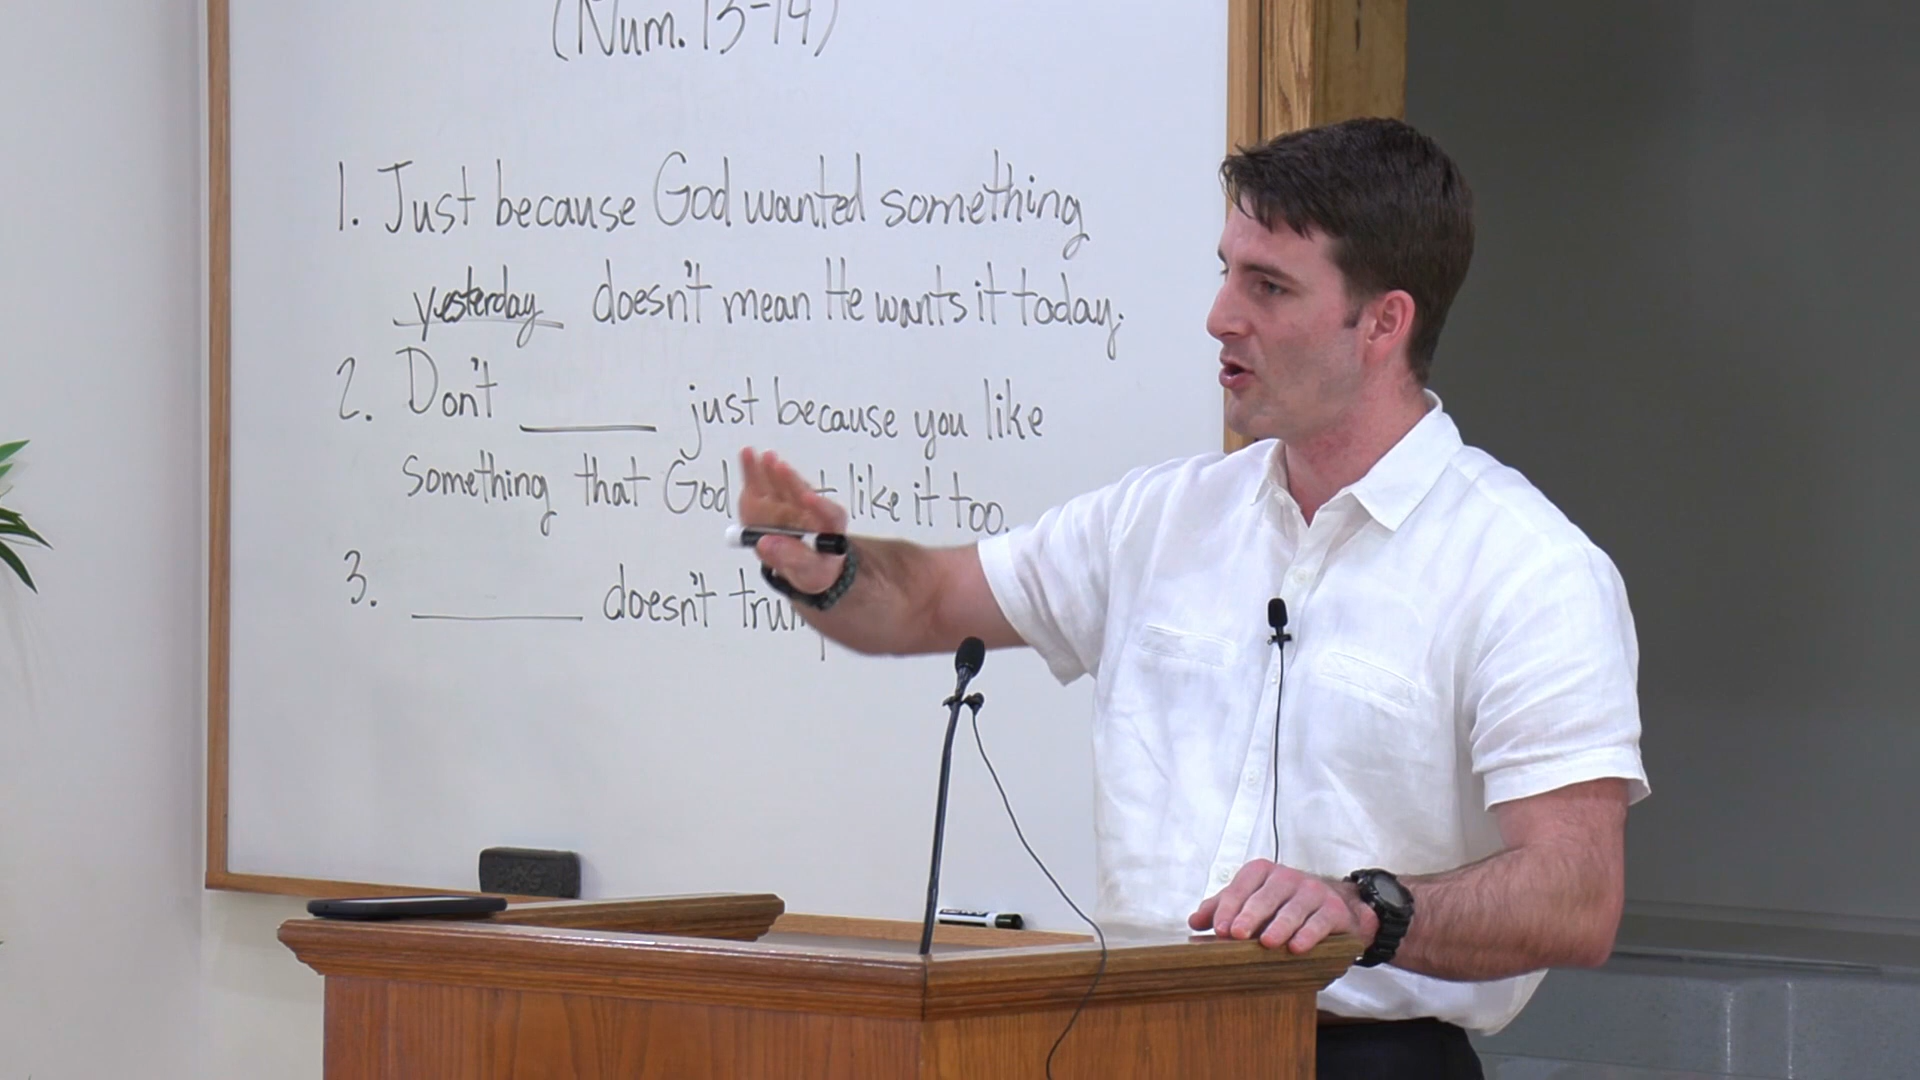 (Num. 13-14)
1. Just because God wanted something
yesterday doesn't mean He wants it today.
2. Don't ______ just because you like
something that God like it too.
3. ______ doesn't